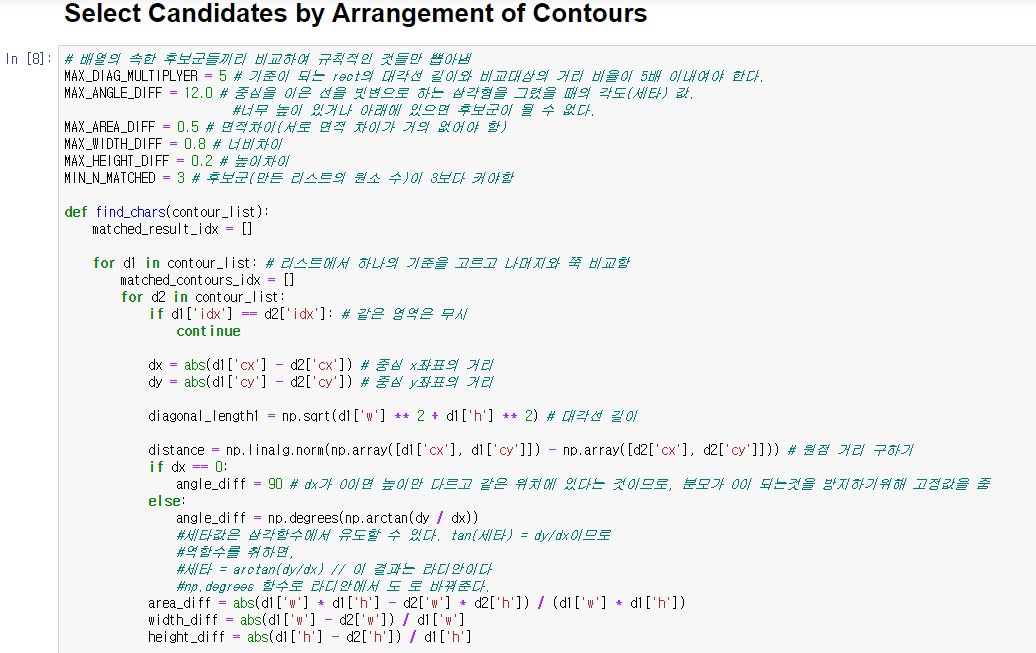 Select Candidates by Arrangement of Contours
In [8]: # 배열의 속한 후보군들끼리 비교하여 규칙적인 것들만 뽑아냄
MAX_DIAG_MULTIPLYER = 5 # 기준이 되는 rect의 대각선 길이와 비교대상의 거리 비율이 5배 이내여야 한다.
MAX_ANGLE_DIFF = 12.0 # 중심을 이은 선을 빗변으로 하는 삼각형을 그렸을 때의 각도(세타) 값.
#너무 높이 있거나 아래에 있으면 후보군이 될 수 없다.
MAX_AREA_DIFF = 0.5 # 면적차이(서로 면적 차이가 거의 없어야 함)
MAX_WIDTH_DIFF = 0.8 # 너비차이
MAX_HEIGHT_DIFF = 0.2 # 높이차이
MIN_N_MATCHED = 3 # 후보군(만든 리스트의 원소 수)이 3보다 커야함
def find_chars(contour_list):
matched_result_idx = []
for d1 in contour_list: # 리스트에서 하나의 기준을 고르고 나머지와 쭉 비교함
matched_contours_idx = []
for d2 in contour_list:
if d1['idx'] == d2['idx']: # 같은 영역은 무시
continue
dx = abs(d1['cx'] - d2['cx']) # 중심 x좌표의 거리
dy = abs(d1['cy'] - d2['cy']) # 중심 y좌표의 거리
diagonal_length1 = np.sqrt(d1['w'] ** 2 + d1['h'] ** 2) # 대각선 길이
distance = np.linalg.norm(np.array([d1['cx'], d1['cy']]) - np.array([d2['cx'], d2['cy']])) # 원점 거리 구하기
if dx == 0:
angle_diff = 90 # dx가 0이면 높이만 다르고 같은 위치에 있다는 것이므로, 분모가 0이 되는것을 방지하기위해 고정값을 줌
else:
angle_diff = np.degrees(np.arctan(dy / dx))
#세타값은 삼각함수에서 유도할 수 있다. tan(세타) = dy/dx이므로
#역함수를 취하면,
#세타 = arctan(dy/dx) // 이 결과는 라디안이다
#np.degrees 함수로 라디안에서 도 로 바꿔준다.
area_diff = abs(d1['w'] * d1['h'] - d2['w'] * d2['h']) / (d1['w'] * d1['h'])
width_diff = abs(d1['w'] - d2['w']) / d1['w']
height_diff = abs(d1['h'] - d2['h']) / d1['h']